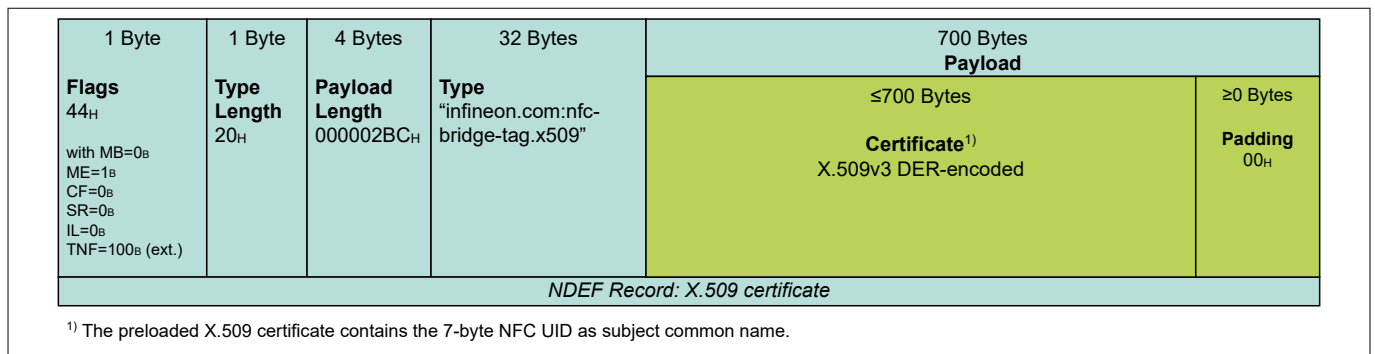 1 Byte
Flags
44H
with MB=0B
ME=1B
CF=0B
SR=0B
IL=0B
TNF=100B (ext.)
1 Byte
Type
Length
20H
4 Bytes
Payload
Length
000002BCH
32 Bytes
Type
“infineon.com:nfc-
bridge-tag.x509”
700 Bytes
Payload
≤700 Bytes
Certificate1)
X.509v3 DER-encoded
≥0 Bytes
Padding
00H
NDEF Record: X.509 certificate
1) The preloaded X.509 certificate contains the 7-byte NFC UID as subject common name.